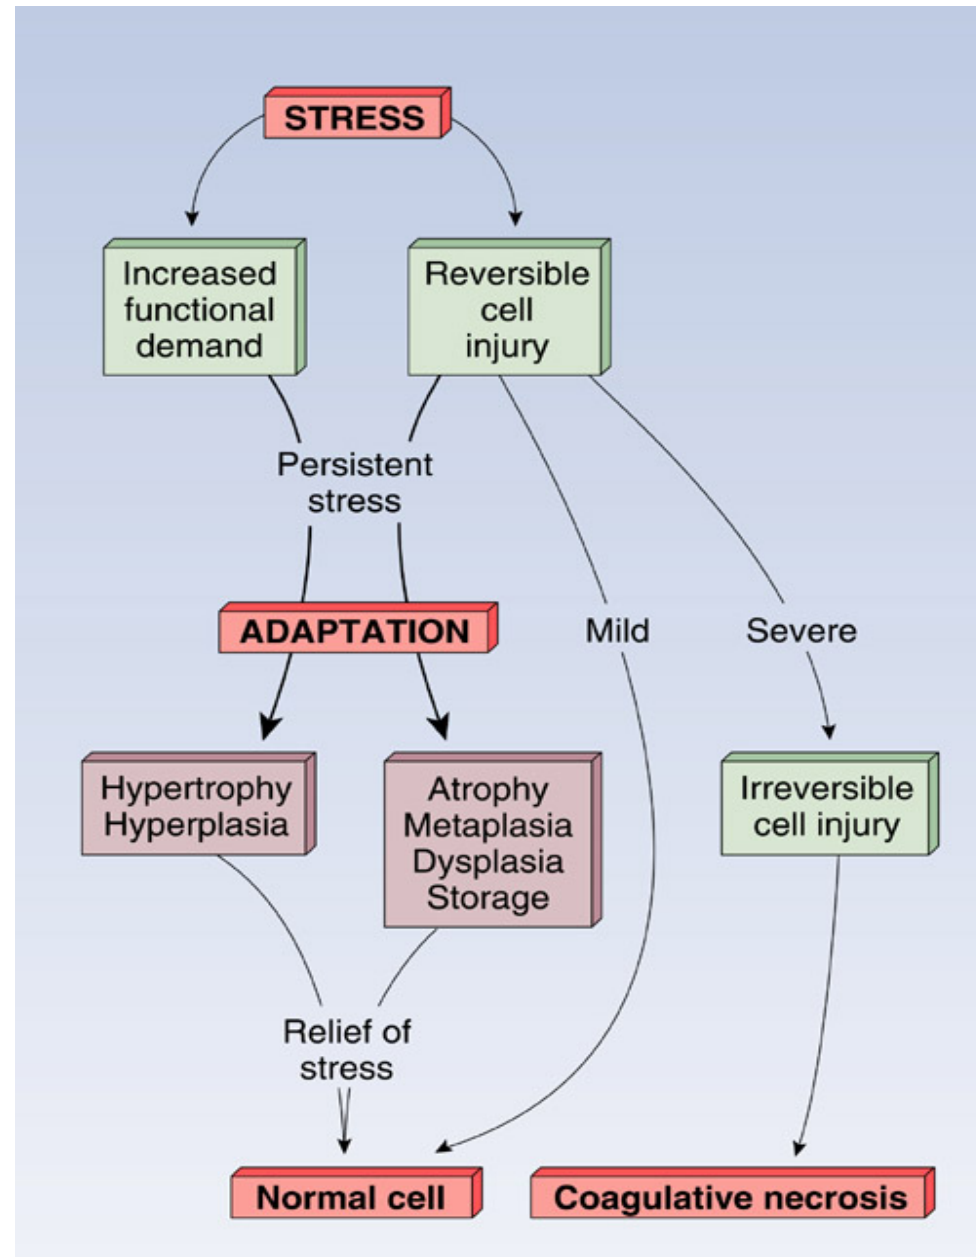 STRESS
Increased
functional
demand
Reversible
cell
injury
Persistent
stress
ADAPTATION
Mild
Severe
Hypertrophy
Hyperplasia
Atrophy
Metaplasia
Dysplasia
Storage
Irreversible
cell injury
Relief of
stress
Normal cell
Coagulative necrosis